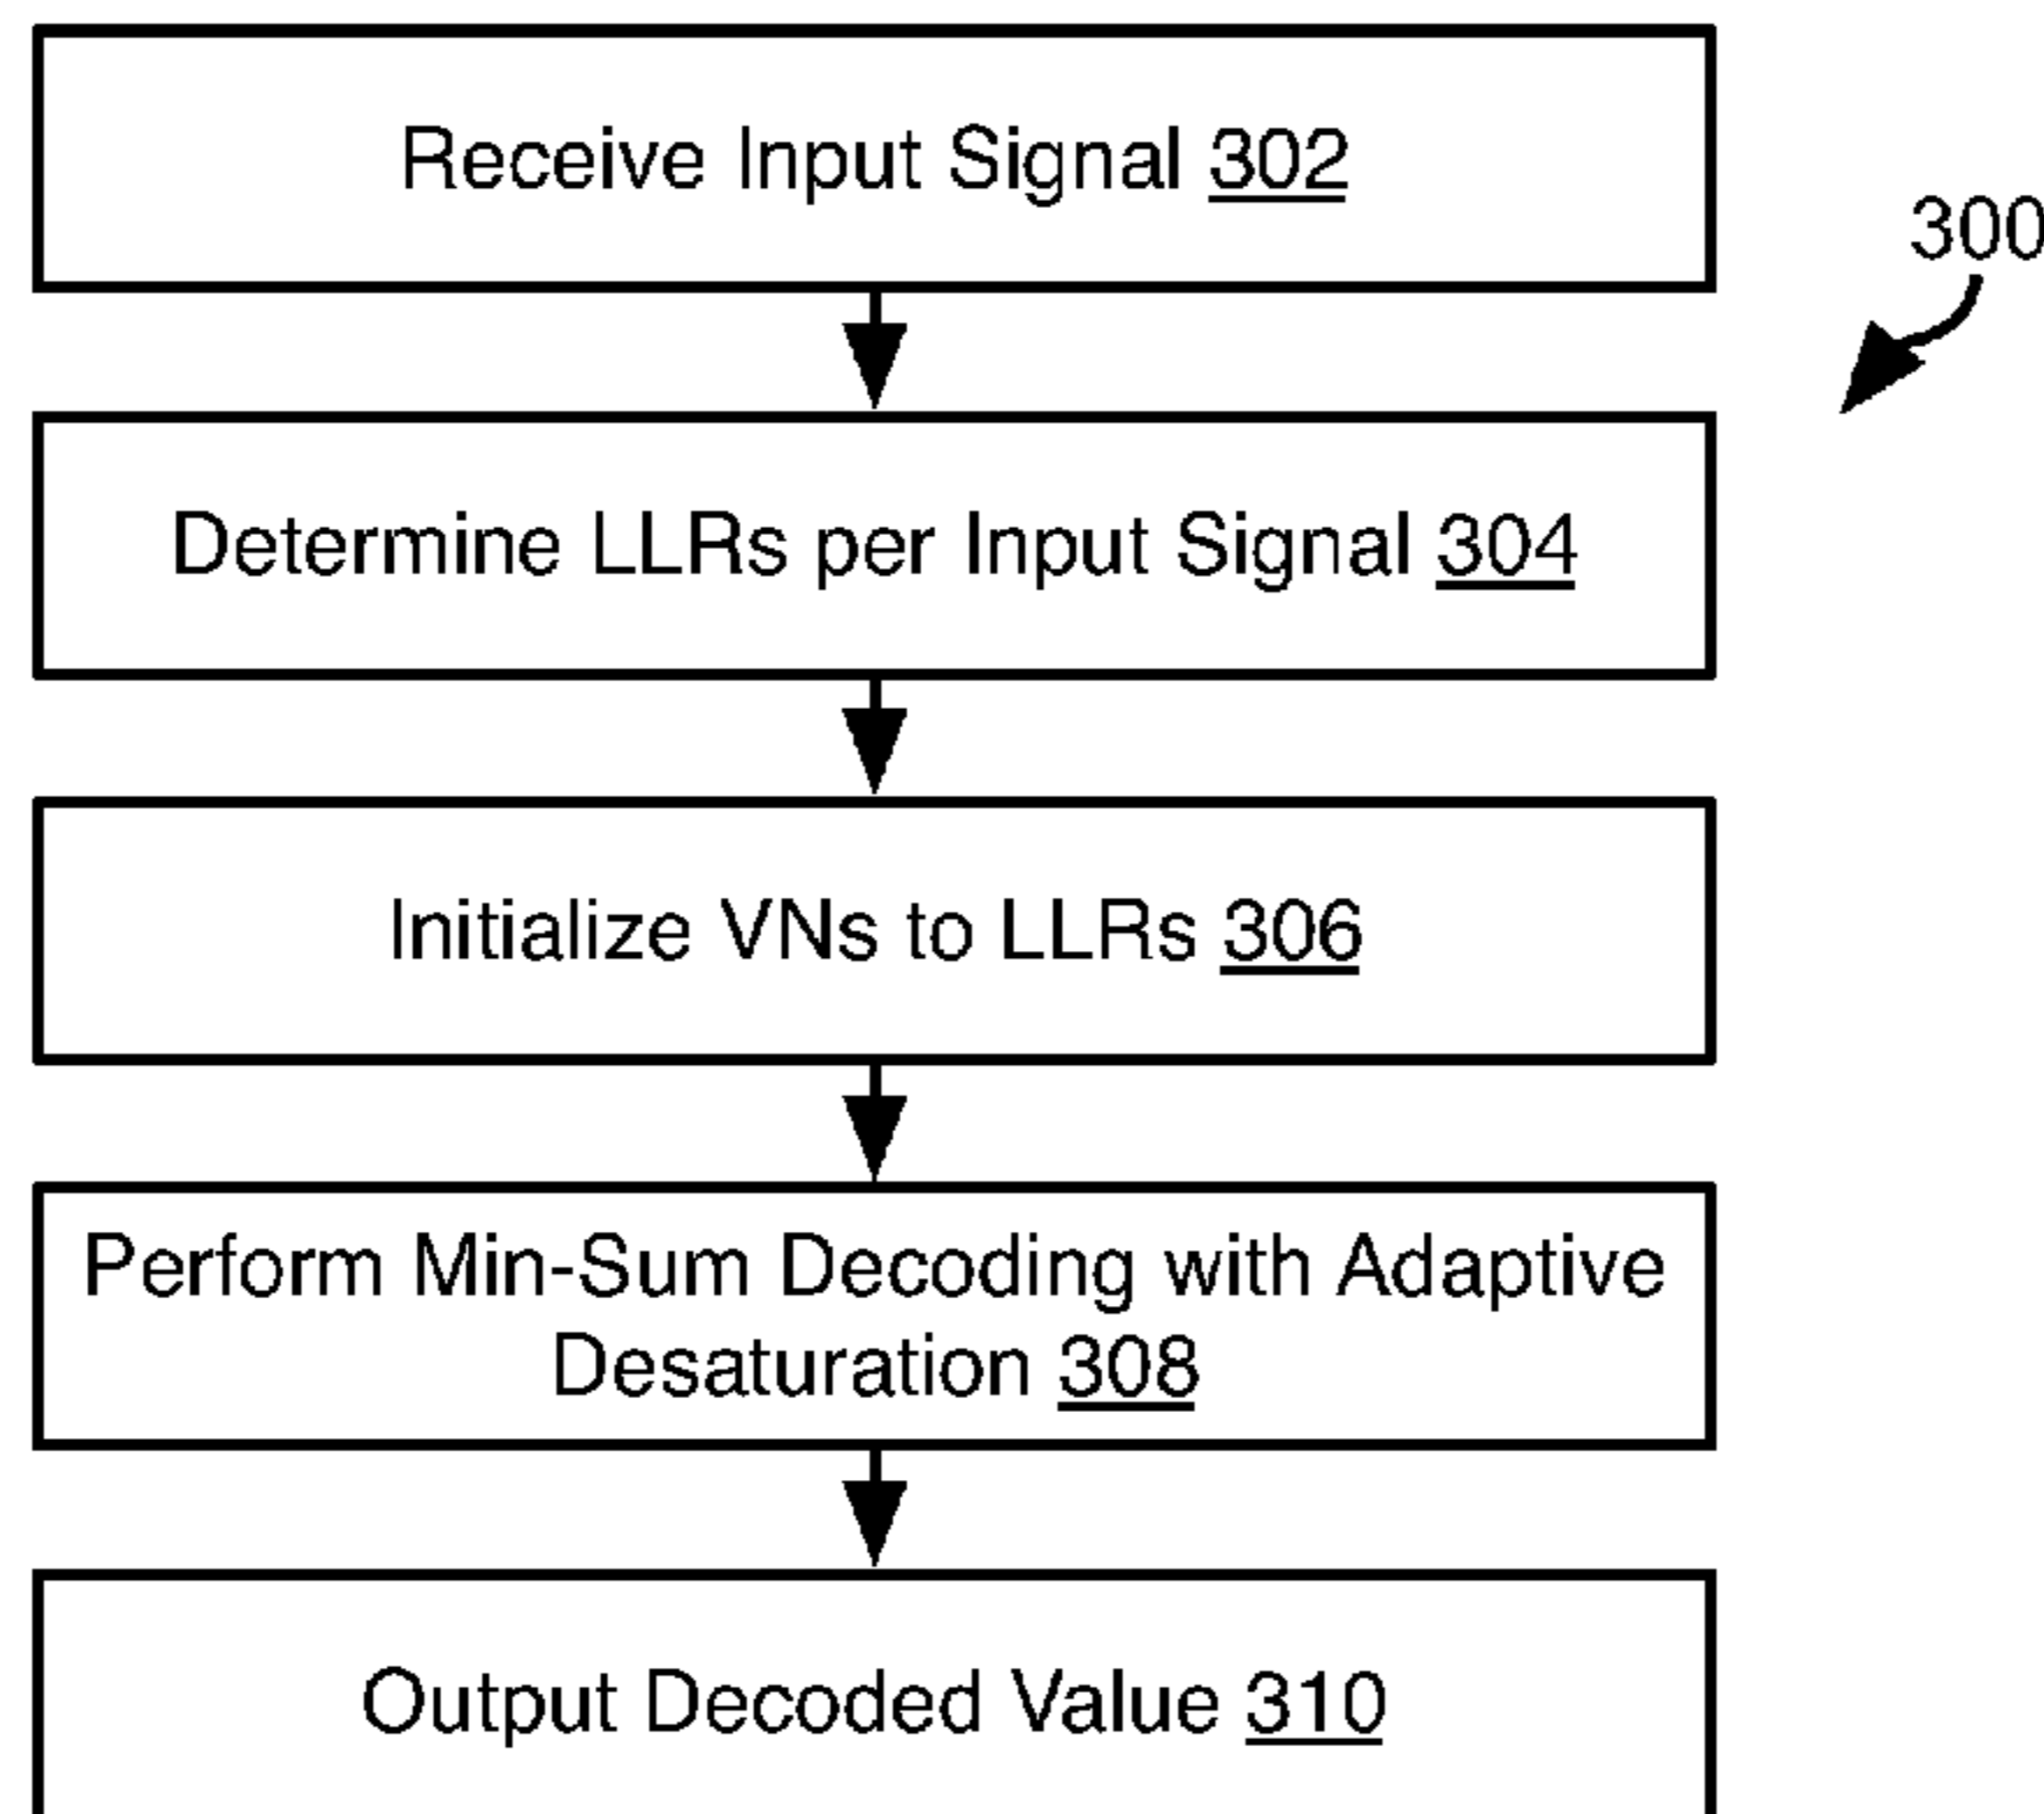 Receive Input Signal 302
300
Determine LLRs per Input Signal 304
Initialize VNs to LLRs 306
Perform Min-Sum Decoding with Adaptive
Desaturation 308
Output Decoded Value 310